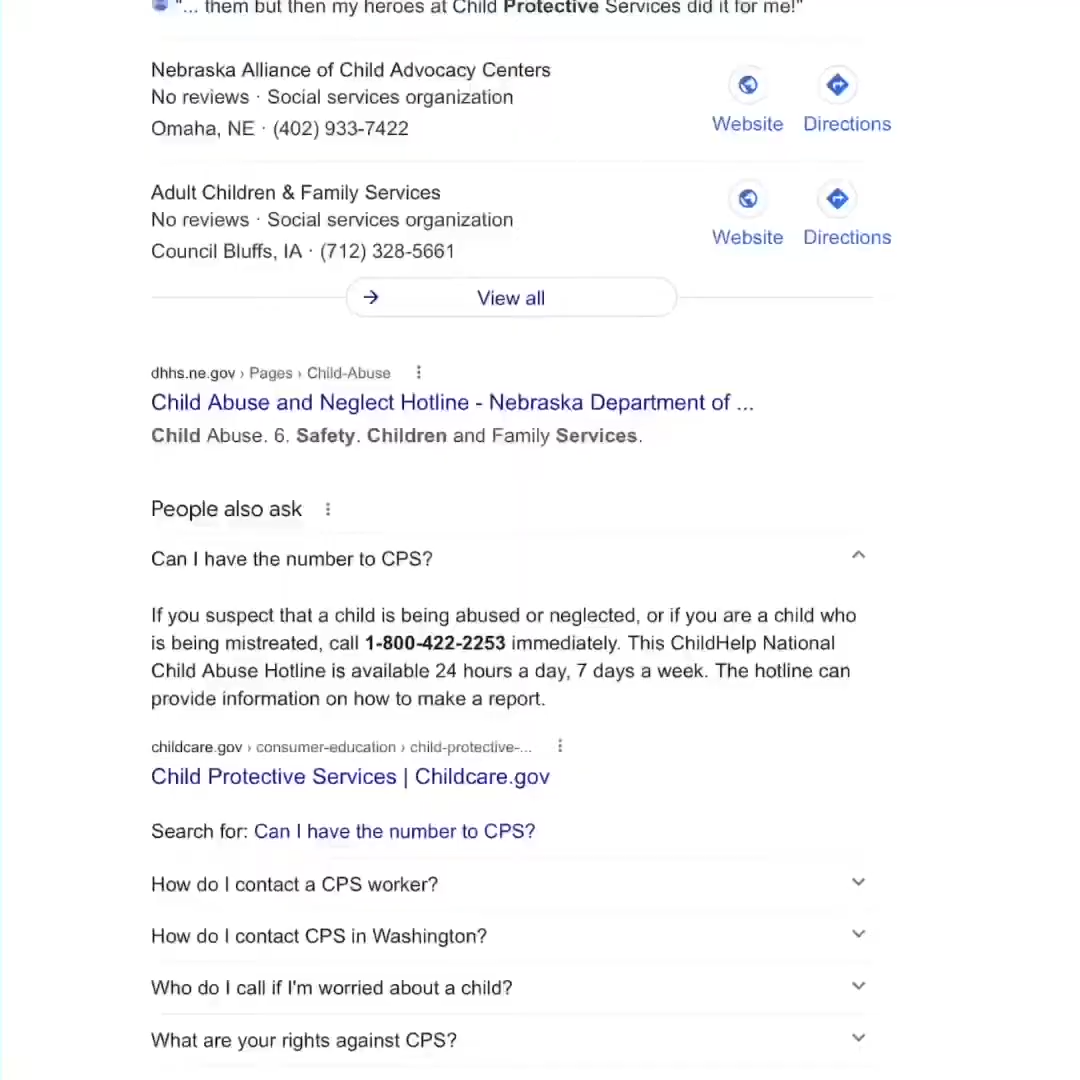 "... them but then my heroes at Child Protective Services did it for me!"
Nebraska Alliance of Child Advocacy Centers
No reviews · Social services organization
Omaha, NE · (402) 933-7422
Website
Directions
Adult Children & Family Services
No reviews · Social services organization
Council Bluffs, IA · (712) 328-5661
Website
Directions
View all
dhhs.ne.gov › Pages › Child-Abuse
Child Abuse and Neglect Hotline - Nebraska Department of ...
Child Abuse. 6. Safety. Children and Family Services.
People also ask
Can I have the number to CPS?
If you suspect that a child is being abused or neglected, or if you are a child who
is being mistreated, call 1-800-422-2253 immediately. This ChildHelp National
Child Abuse Hotline is available 24 hours a day, 7 days a week. The hotline can
provide information on how to make a report.
childcare.gov › consumer-education › child-protective-...
Child Protective Services | Childcare.gov
Search for: Can I have the number to CPS?
How do I contact a CPS worker?
How do I contact CPS in Washington?
Who do I call if I'm worried about a child?
What are your rights against CPS?